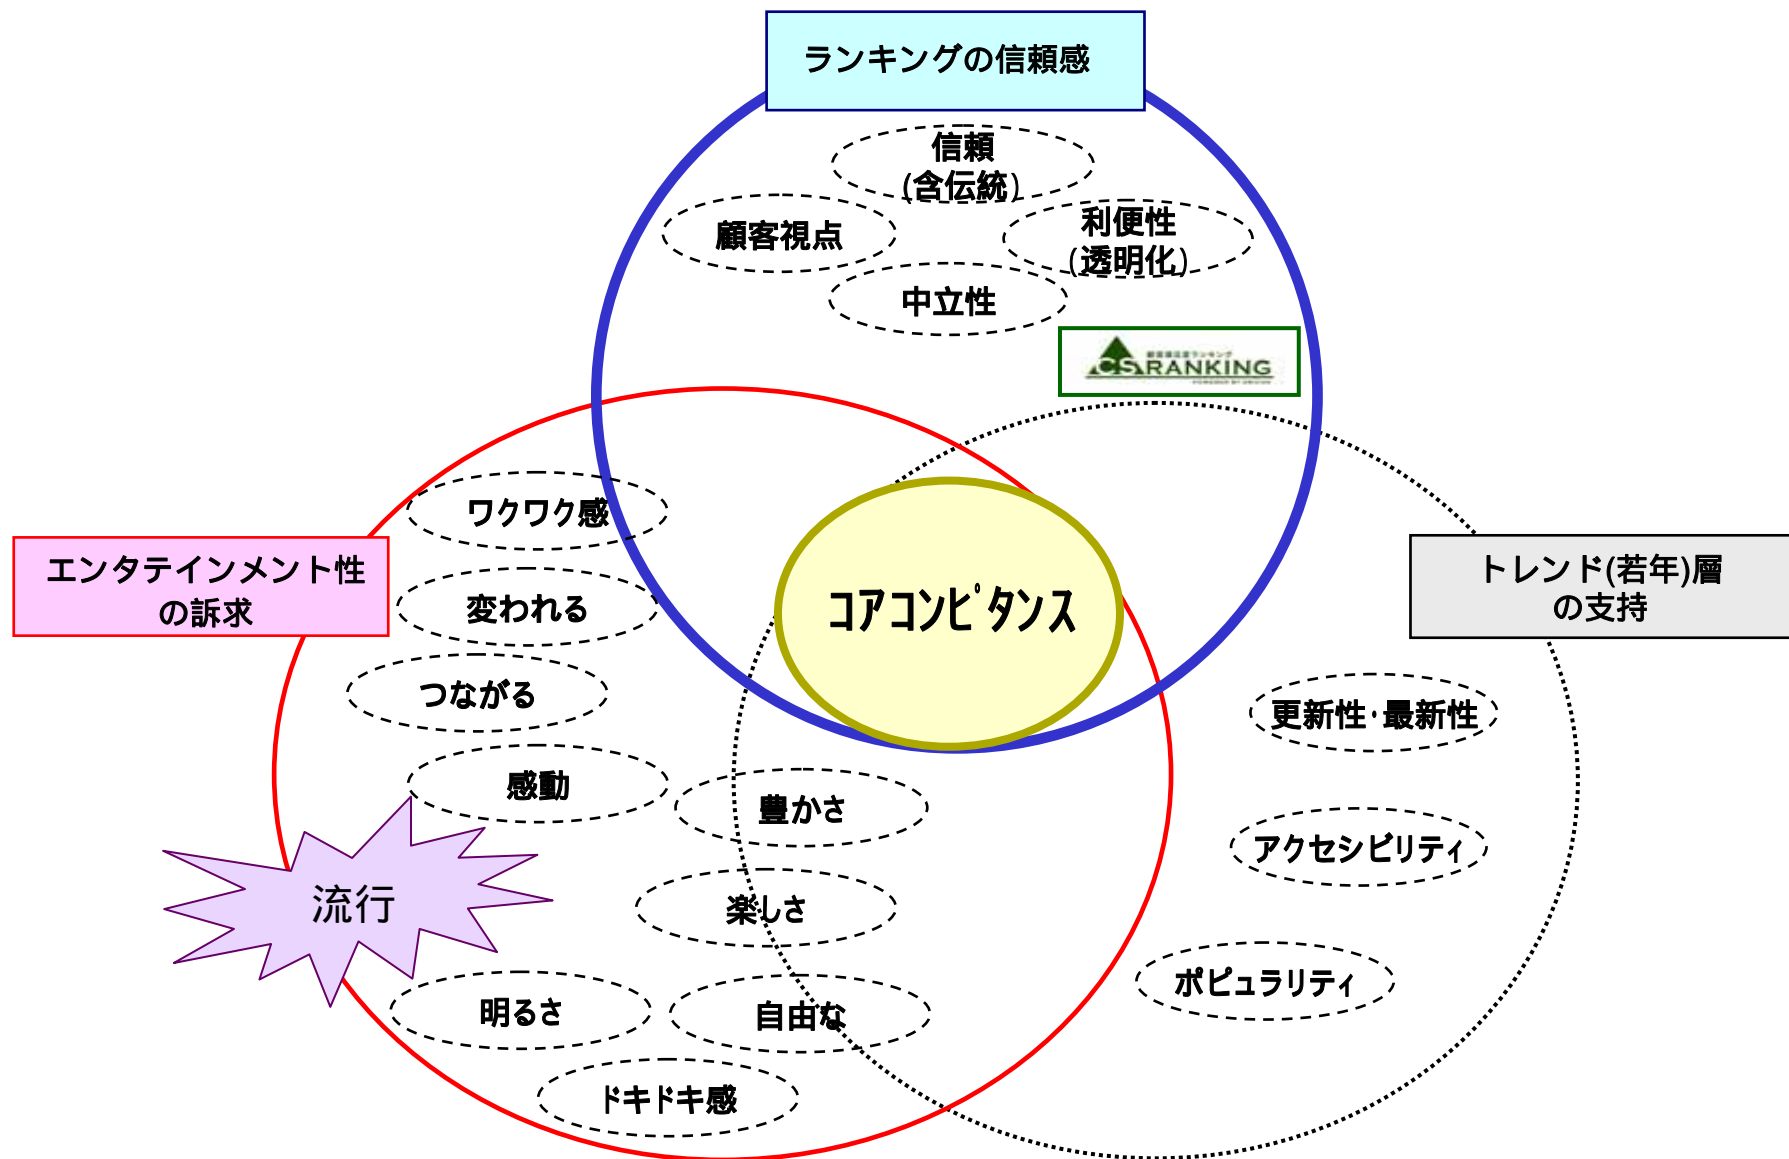 ランキングの信頼感
信頼
(含伝統)
顧客視点
利便性
(透明化)
中立性
CSRANKING
ワクワク感
エンタテインメント性
の訴求
変われる
コアコンピタンス
トレンド(若年)層
の支持
つながる
更新性・最新性
感動
豊かさ
アクセシビリティ
流行
楽しさ
ポピュラリティ
明るさ
自由な
ドキドキ感